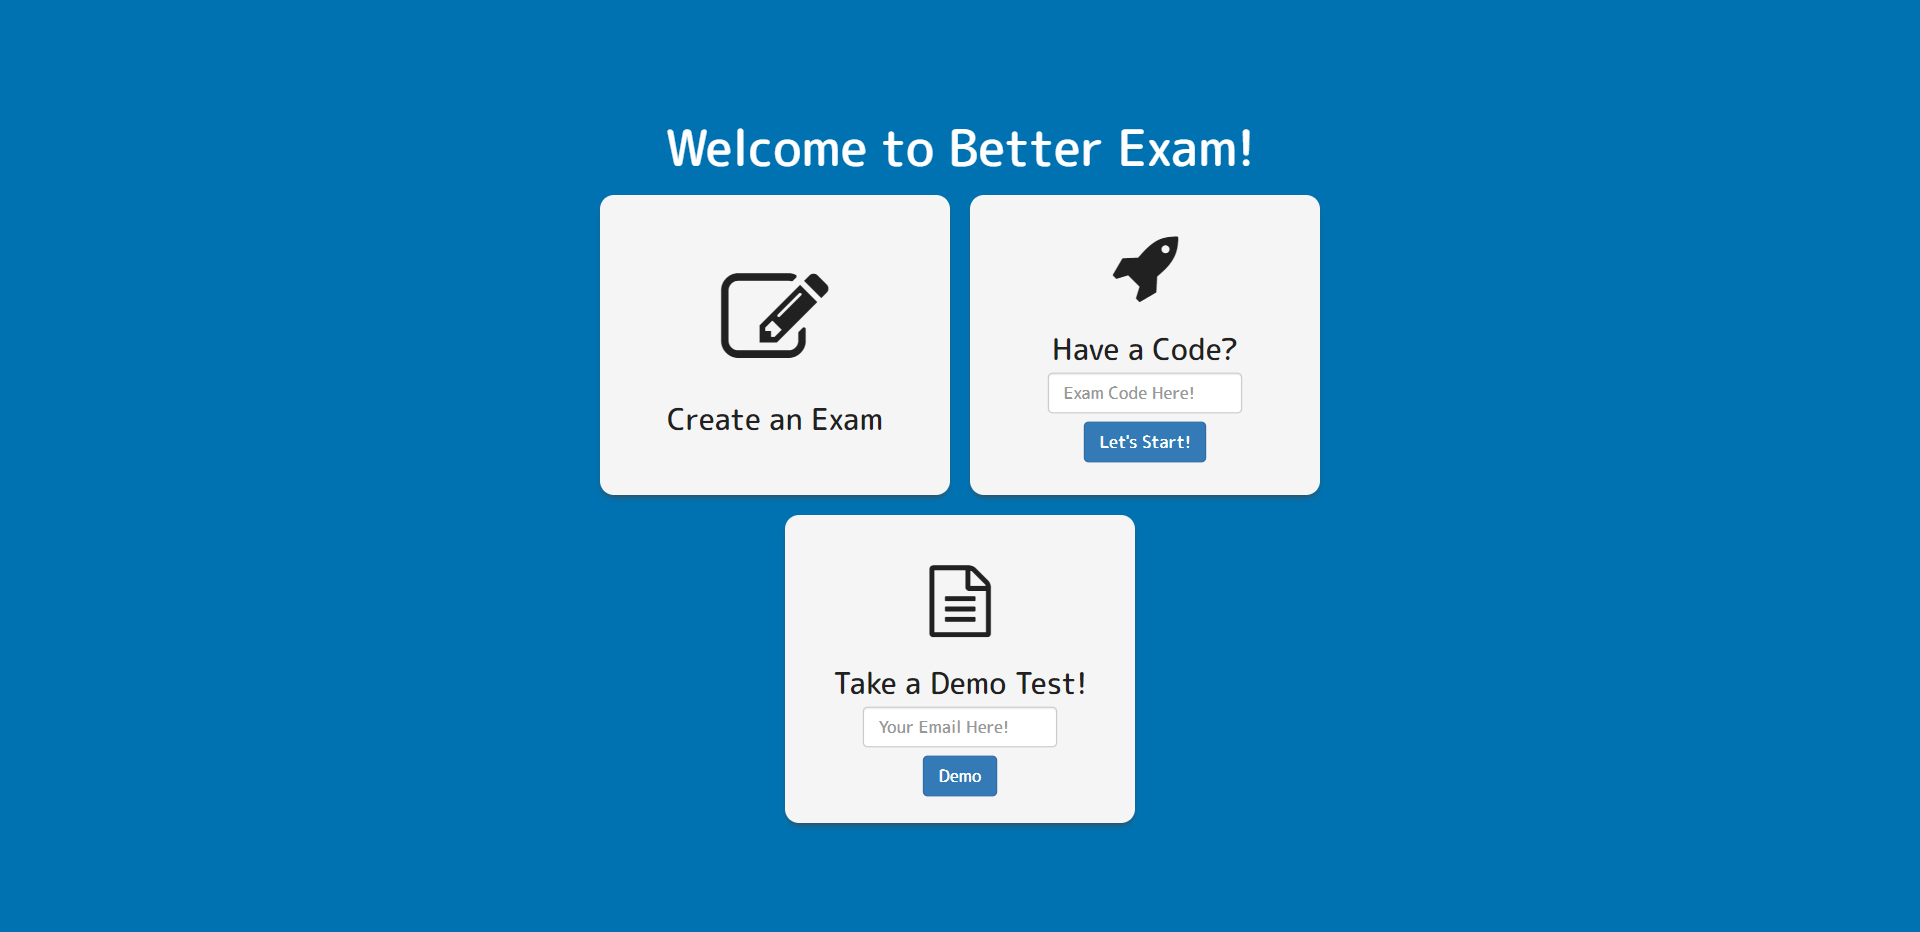 Welcome to Better Exam!
Create an Exam
Have a Code?
Exam Code Here!
Let's Start!
Take a Demo Test!
Your Email Here!
Demo